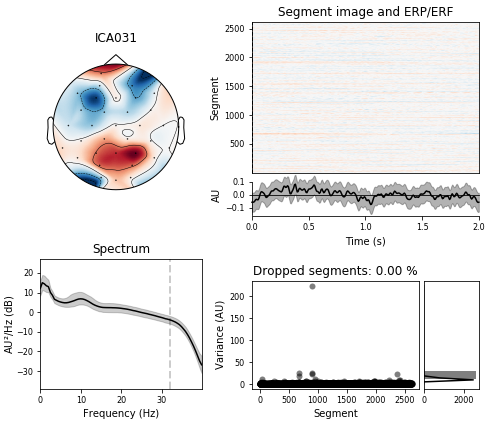 ICA031
Segment image and ERP/ERF
Segment
2500
2000
1500
1000
500
AU
0.1
0.0
−0.1
0.0 0.5 1.0 1.5 2.0
Time (s)
Spectrum
AU²/Hz (dB)
20
10
0
−10
−20
−30
0 10 20 30
Frequency (Hz)
Dropped segments: 0.00 %
Variance (AU)
200
150
100
50
0
0 500 1000 1500 2000 2500
Segment
0 2000